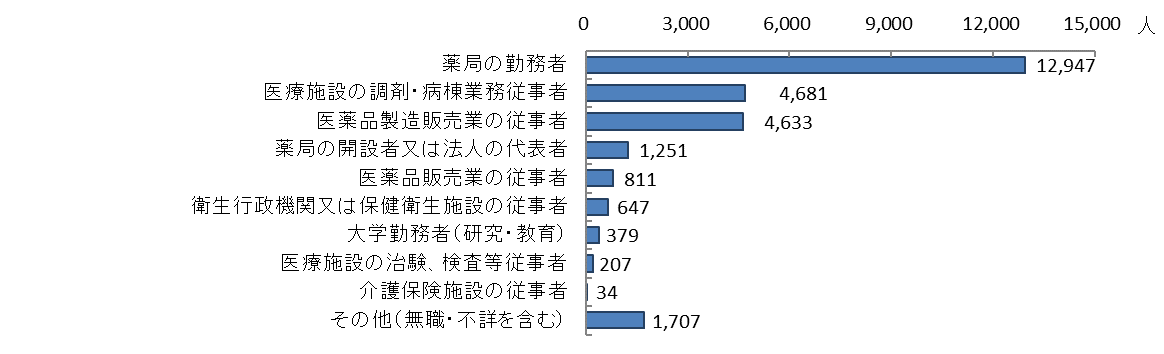 0 3,000 6,000 9,000 12,000 15,000 人
薬局の勤務者 12,947
医療施設の調剤・病棟業務従事者 4,681
医薬品製造販売業の従事者 4,633
薬局の開設者又は法人の代表者 1,251
医薬品販売業の従事者 811
衛生行政機関又は保健衛生施設の従事者 647
大学勤務者(研究・教育) 379
医療施設の治験、検査等従事者 207
介護保険施設の従事者 34
その他(無職・不詳を含む) 1,707